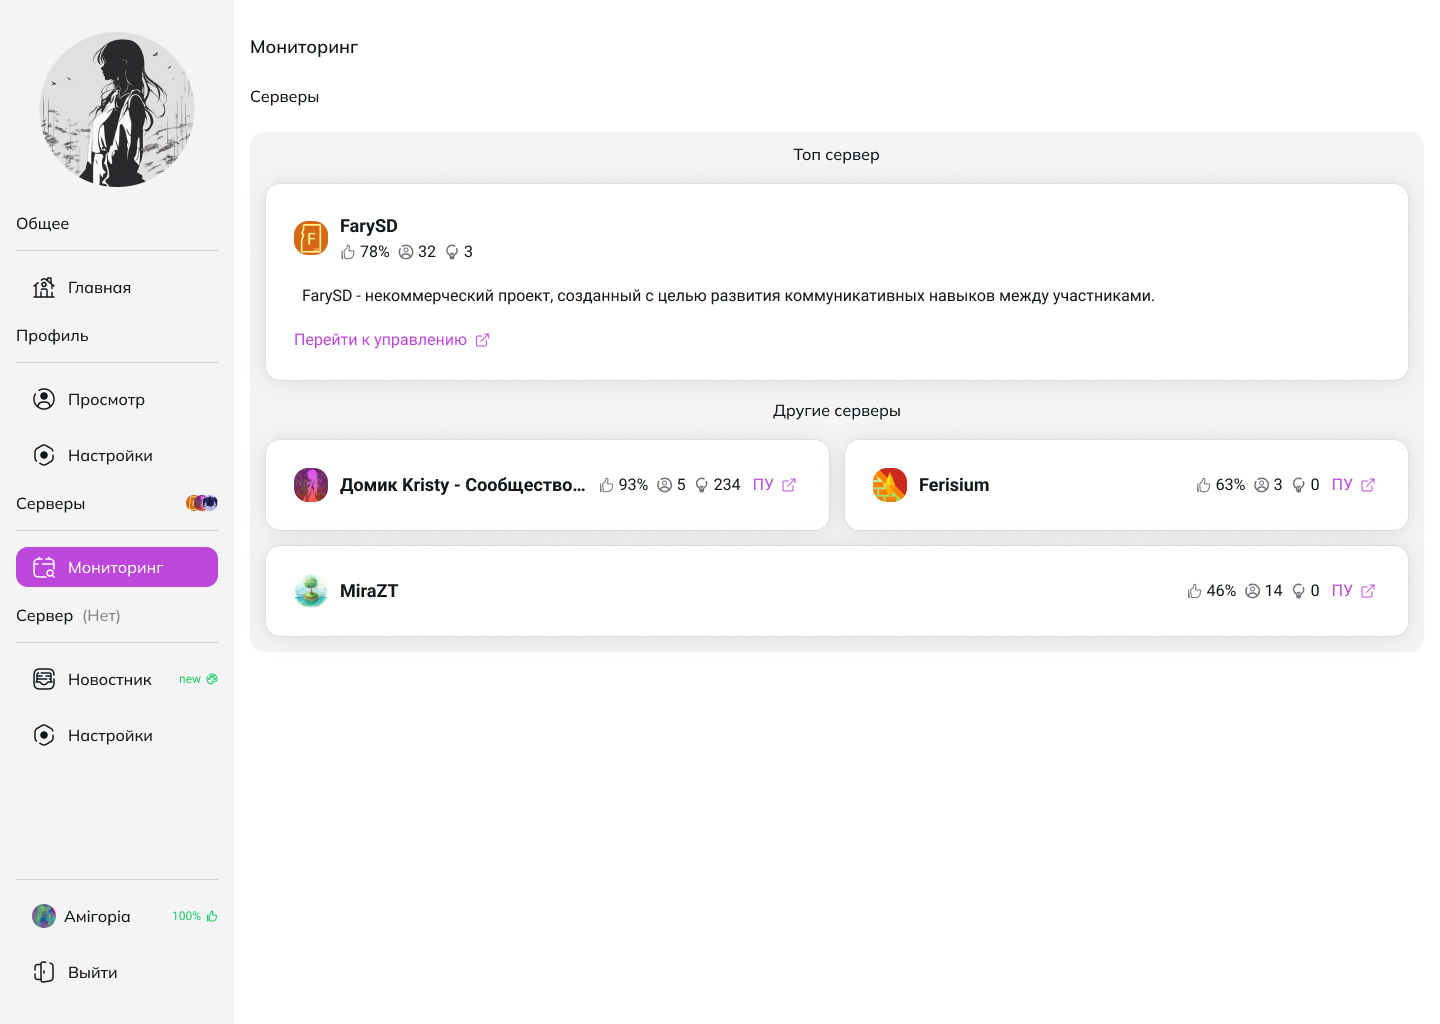 Общее
Главная
Профиль
Просмотр
Настройки
Серверы
Мониторинг
Сервер (Нет)
Новостник new
Настройки
Амігорія 100%
Выйти
Мониторинг
Серверы
Топ сервер
F
FarySD
78% 32 3
FarySD - некоммерческий проект, созданный с целью развития коммуникативных навыков между участниками.
Перейти к управлению
Другие серверы
Домик Kristy - Сообщество... 93% 5 234 ПУ
Ferisium 63% 3 0 ПУ
MiraZT 46% 14 0 ПУ